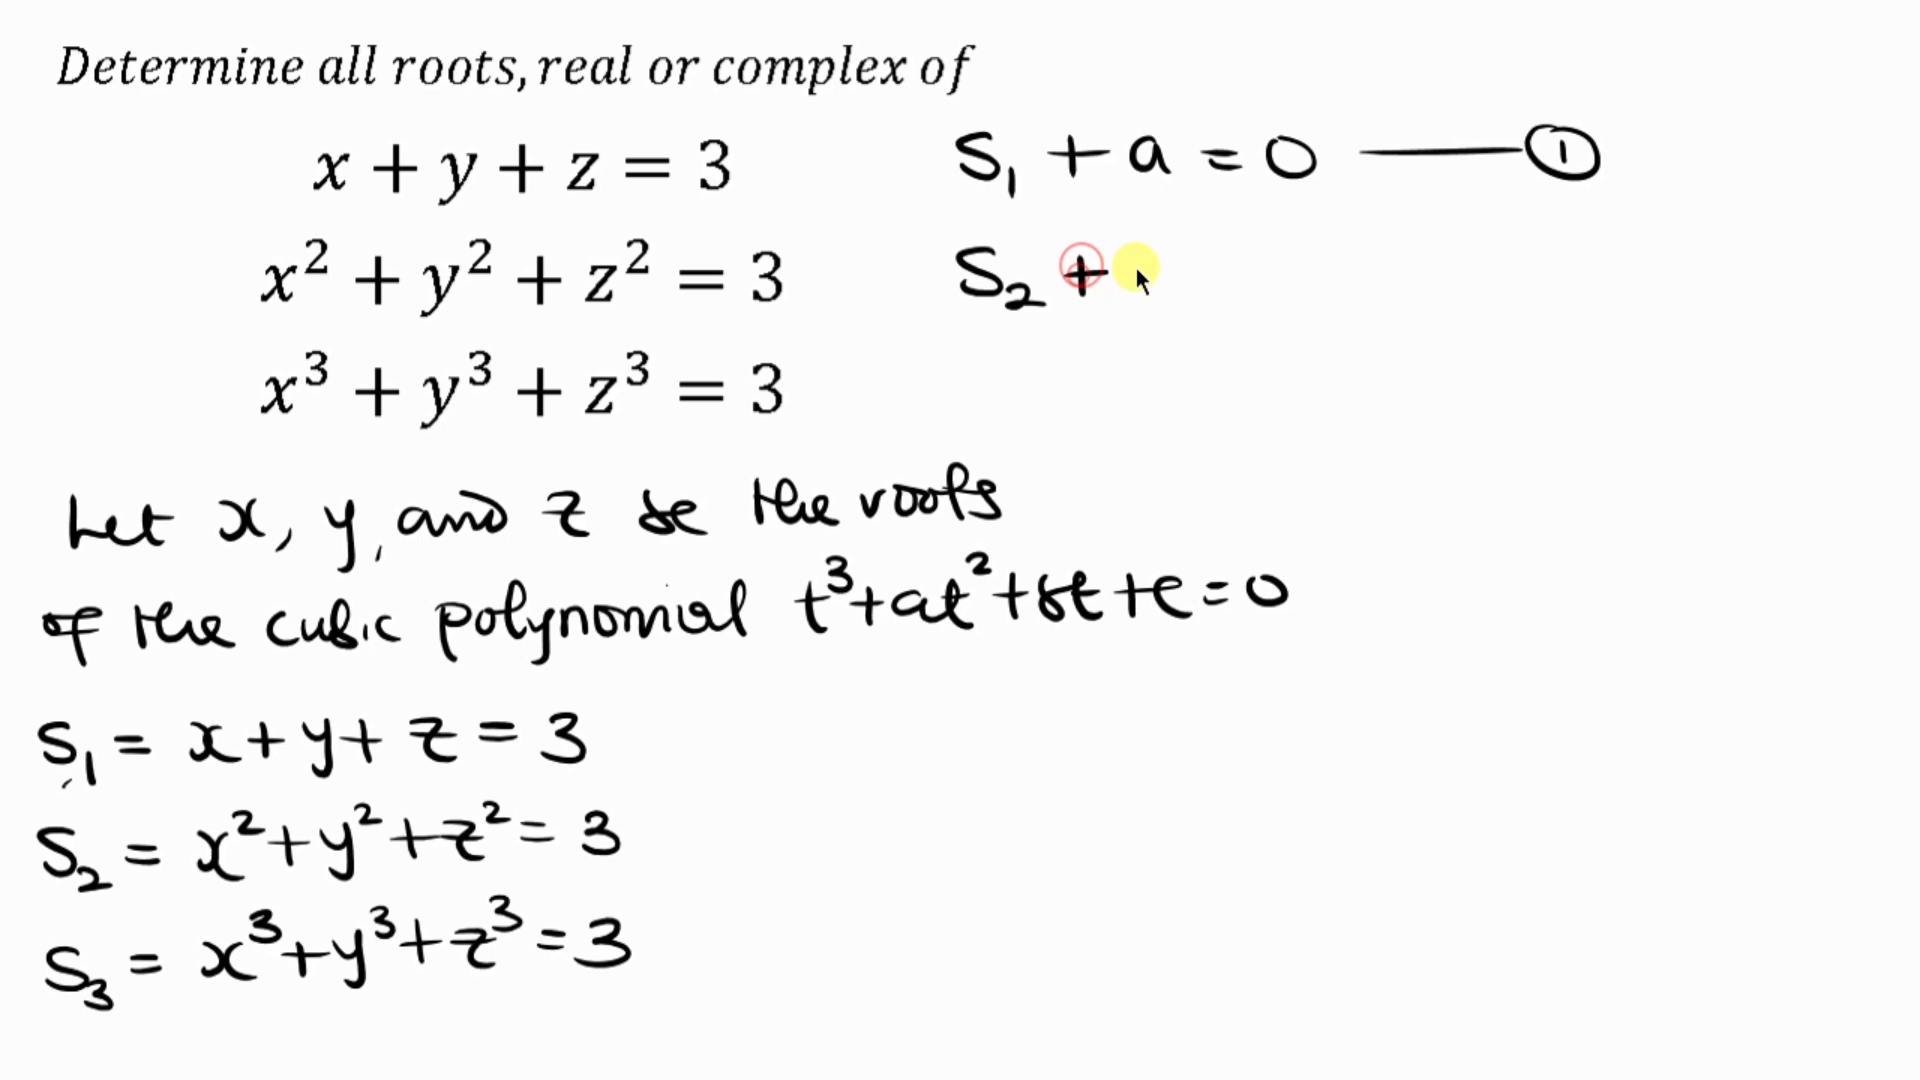 Determine all roots, real or complex of
x + y + z = 3
x² + y² + z² = 3
x³ + y³ + z³ = 3
S₁ + a = 0 —— ①
S₂ +
Let x, y, and z be the roots
of the cubic polynomial t³+at²+bt+c=0
S₁ = x+y+z = 3
S₂ = x²+y²+z² = 3
S₃ = x³+y³+z³ = 3